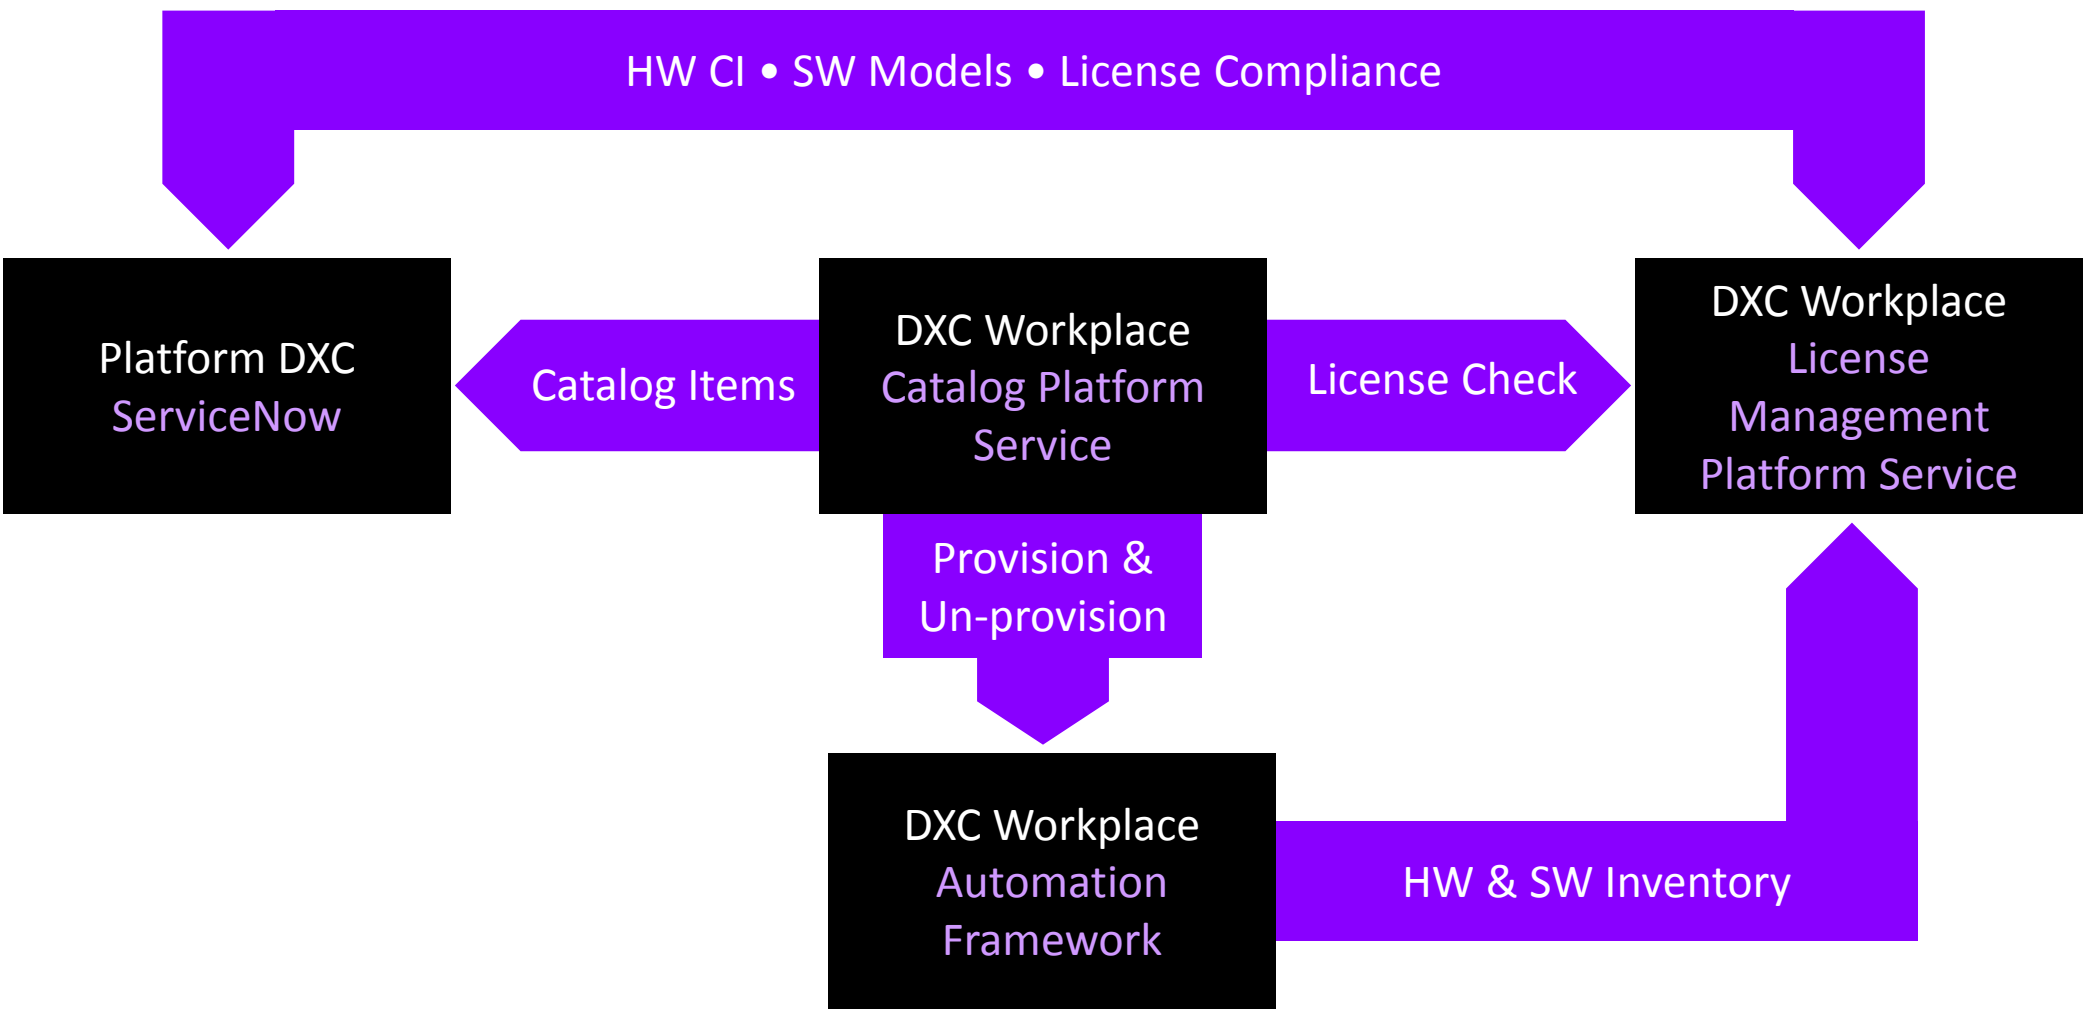 HW CI • SW Models • License Compliance
Platform DXC
ServiceNow
Catalog Items
DXC Workplace
Catalog Platform
Service
License Check
DXC Workplace
License
Management
Platform Service
Provision &
Un-provision
DXC Workplace
Automation
Framework
HW & SW Inventory